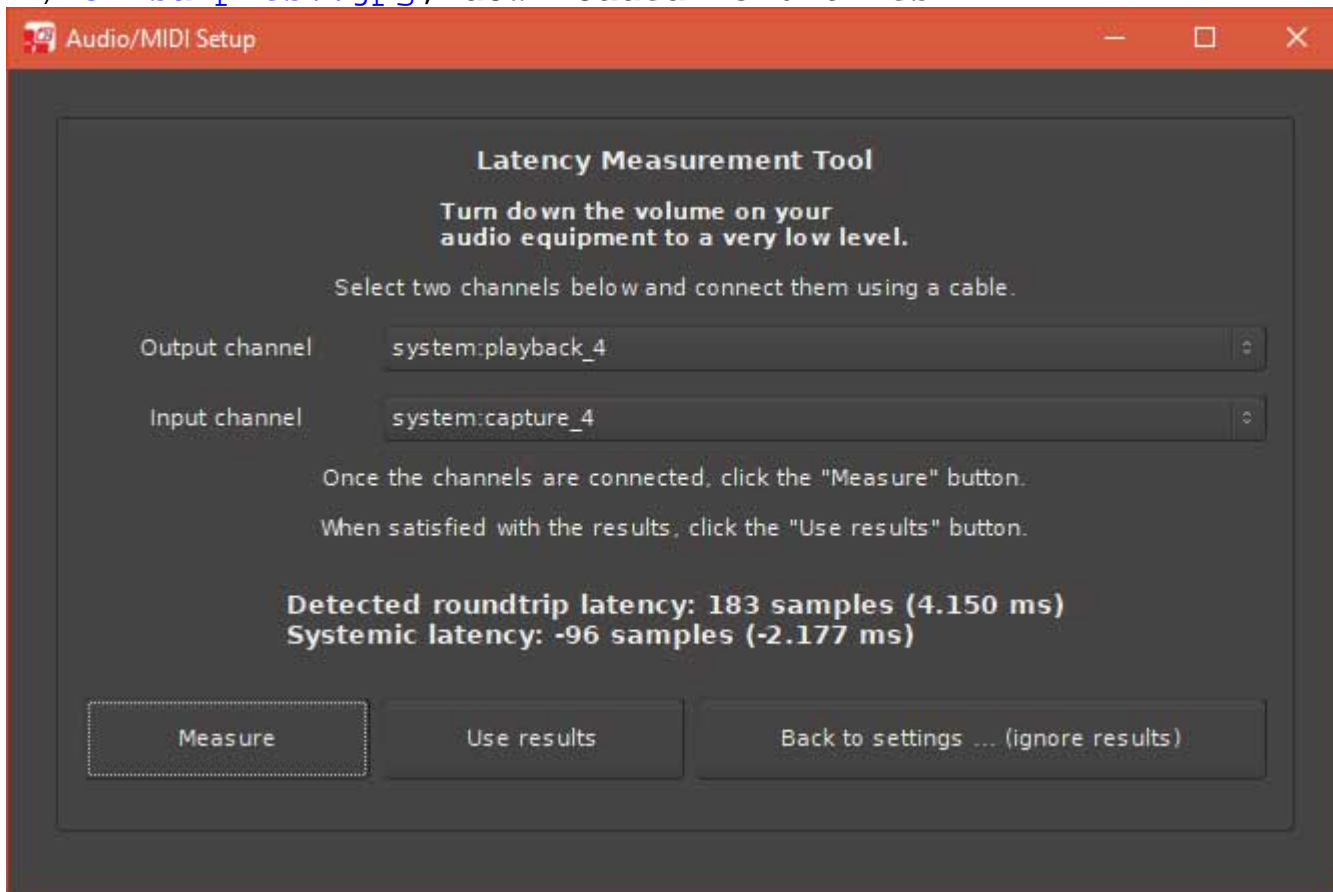 Audio/MIDI Setup
Latency Measurement Tool
Turn down the volume on your
audio equipment to a very low level.
Select two channels below and connect them using a cable.
Output channel system:playback_4
Input channel system:capture_4
Once the channels are connected, click the "Measure" button.
When satisfied with the results, click the "Use results" button.
Detected roundtrip latency: 183 samples (4.150 ms)
Systemic latency: -96 samples (-2.177 ms)
Measure Use results Back to settings ... (ignore results)